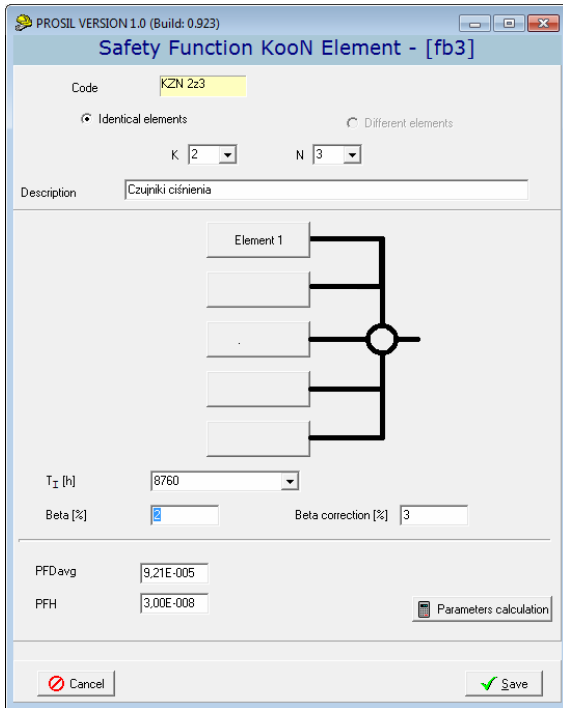 PROSIL VERSION 1.0 (Build: 0.923)
Safety Function KooN Element - [fb3]
Code KZN 2z3
Identical elements Different elements
K 2 N 3
Description Czujniki ciśnienia
Element 1
.
TI [h] 8760
Beta [%] 2 Beta correction [%] 3
PFDavg 9,21E-005
PFH 3,00E-008
Parameters calculation
Cancel Save